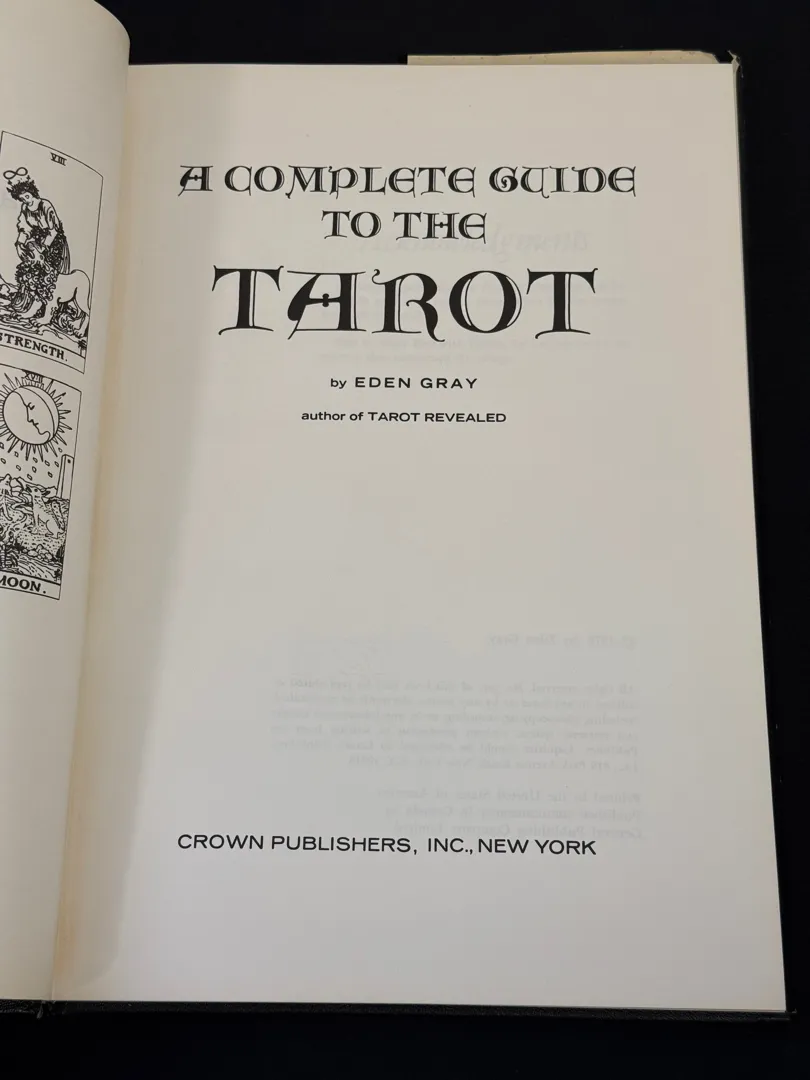 VIII
STRENGTH.
XVIII
MOON.
A COMPLETE GUIDE
TO THE
TAROT
by EDEN GRAY
author of TAROT REVEALED
CROWN PUBLISHERS, INC., NEW YORK